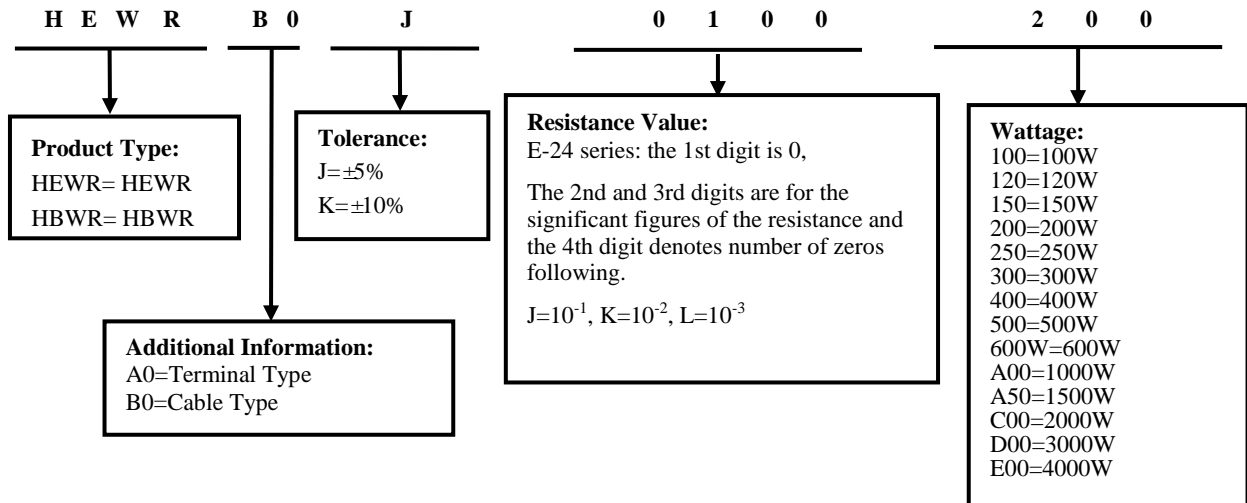 H E W R B 0 J 0 1 0 0 2 0 0
Product Type:
HEWR= HEWR
HBWR= HBWR
Additional Information:
A0=Terminal Type
B0=Cable Type
Tolerance:
J=±5%
K=±10%
Resistance Value:
E-24 series: the 1st digit is 0,
The 2nd and 3rd digits are for the
significant figures of the resistance and
the 4th digit denotes number of zeros
following.
J=10⁻¹, K=10⁻², L=10⁻³
Wattage:
100=100W
120=120W
150=150W
200=200W
250=250W
300=300W
400=400W
500=500W
600W=600W
A00=1000W
A50=1500W
C00=2000W
D00=3000W
E00=4000W